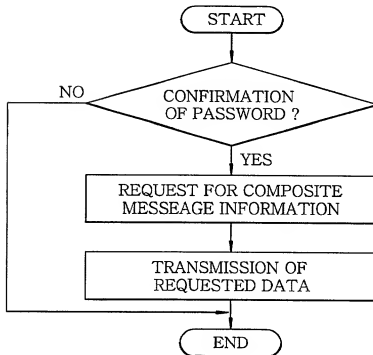 START
NO
CONFIRMATION
OF PASSWORD ?
YES
REQUEST FOR COMPOSITE
MESSEAGE INFORMATION
TRANSMISSION OF
REQUESTED DATA
END